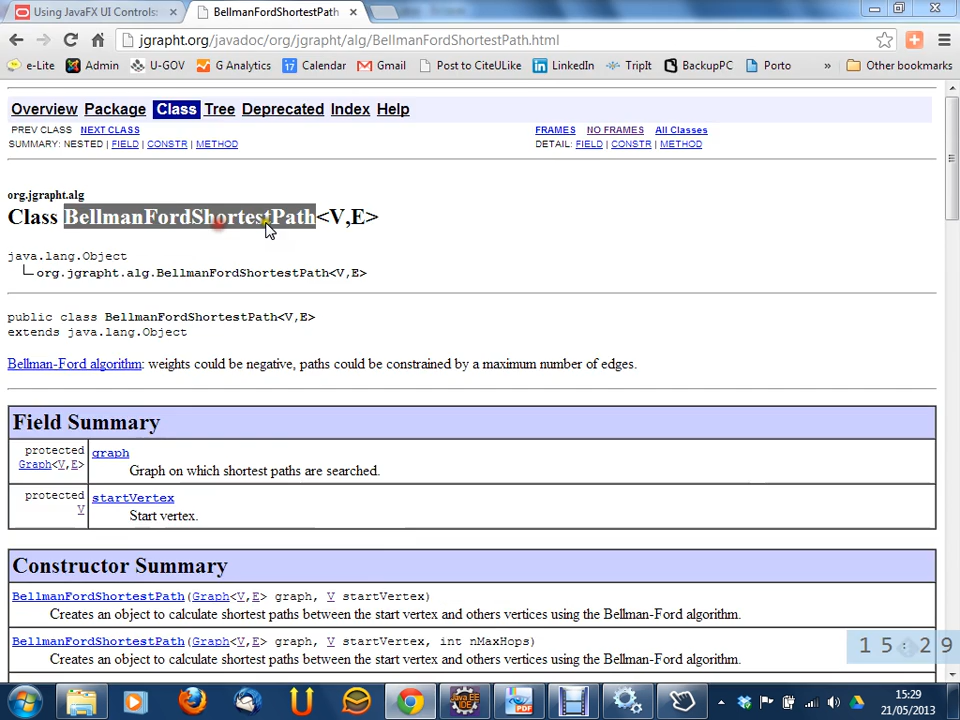 Using JavaFX UI Controls:
BellmanFordShortestPath
jgrapht.org/javadoc/org/jgrapht/alg/BellmanFordShortestPath.html
e-Lite
Admin
U-GOV
G Analytics
Calendar
Gmail
Post to CiteULike
LinkedIn
TripIt
BackupPC
Porto
»
Other bookmarks
Overview Package Class Tree Deprecated Index Help
PREV CLASS NEXT CLASS
FRAMES NO FRAMES All Classes
SUMMARY: NESTED | FIELD | CONSTR | METHOD
DETAIL: FIELD | CONSTR | METHOD
org.jgrapht.alg
Class BellmanFordShortestPath<V,E>
java.lang.Object
org.jgrapht.alg.BellmanFordShortestPath<V,E>
public class BellmanFordShortestPath<V,E>
extends java.lang.Object
Bellman-Ford algorithm: weights could be negative, paths could be constrained by a maximum number of edges.
Field Summary
protected Graph<V,E>
graph
Graph on which shortest paths are searched.
protected V
startVertex
Start vertex.
Constructor Summary
BellmanFordShortestPath(Graph<V,E> graph, V startVertex)
Creates an object to calculate shortest paths between the start vertex and others vertices using the Bellman-Ford algorithm.
BellmanFordShortestPath(Graph<V,E> graph, V startVertex, int nMaxHops)
Creates an object to calculate shortest paths between the start vertex and others vertices using the Bellman-Ford algorithm.
15:29
Java EE
IDE
PDF
15:29
21/05/2013